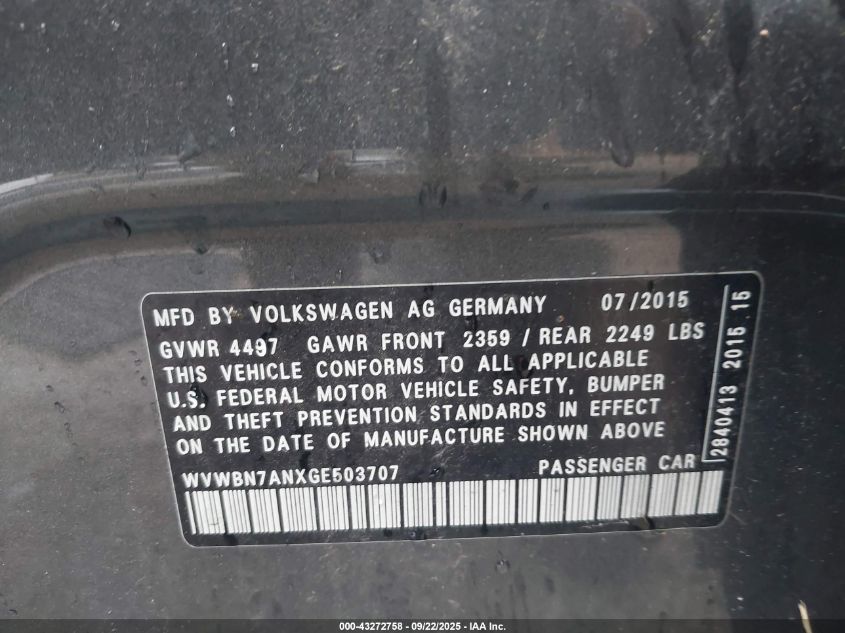 MFD BY VOLKSWAGEN AG GERMANY 07/2015
GVWR 4497 GAWR FRONT 2359 / REAR 2249 LBS
THIS VEHICLE CONFORMS TO ALL APPLICABLE
U.S. FEDERAL MOTOR VEHICLE SAFETY, BUMPER
AND THEFT PREVENTION STANDARDS IN EFFECT
ON THE DATE OF MANUFACTURE SHOWN ABOVE
WVWBN7ANXGE503707 PASSENGER CAR
2840413 2015 15
000-43272758 - 09/22/2025 - IAA Inc.